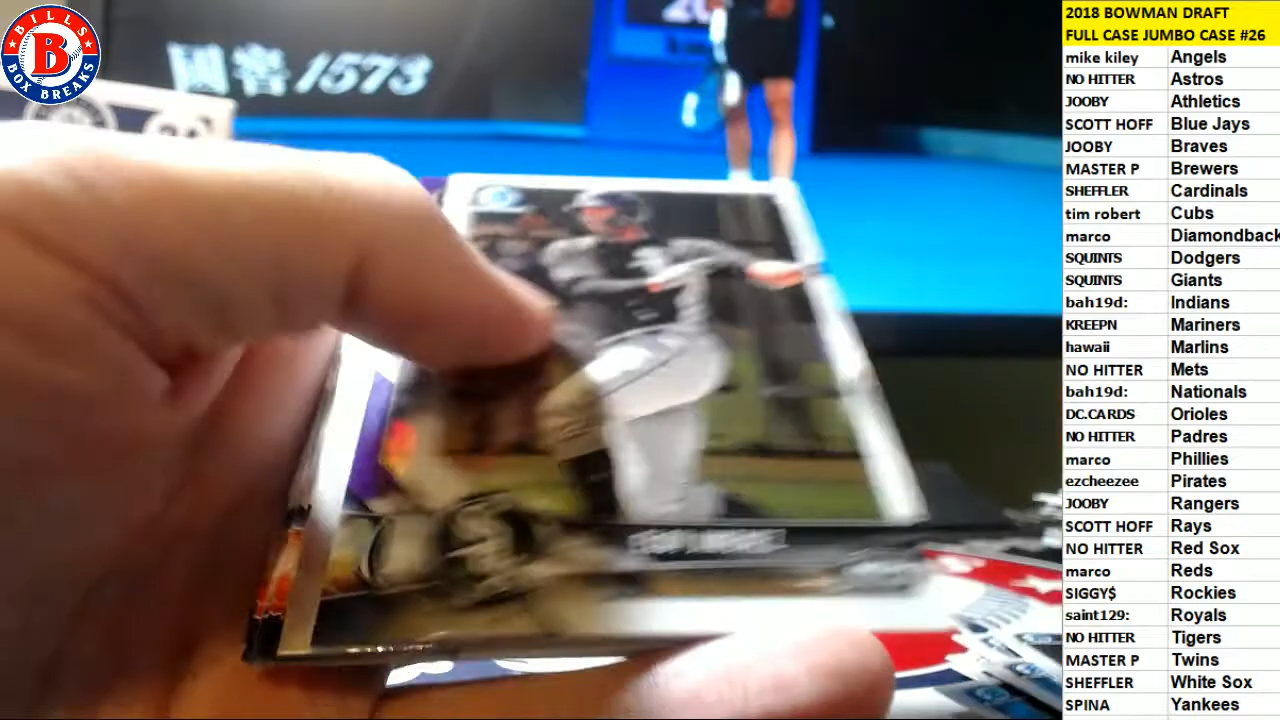 BILLS
B
BOX BREAKS
國窖1573
20
2018 BOWMAN DRAFT
FULL CASE JUMBO CASE #26
mike kiley Angels
NO HITTER Astros
JOOBY Athletics
SCOTT HOFF Blue Jays
JOOBY Braves
MASTER P Brewers
SHEFFLER Cardinals
tim robert Cubs
marco Diamondback
SQUINTS Dodgers
SQUINTS Giants
bah19d: Indians
KREEPN Mariners
hawaii Marlins
NO HITTER Mets
bah19d: Nationals
DC.CARDS Orioles
NO HITTER Padres
marco Phillies
ezcheezee Pirates
JOOBY Rangers
SCOTT HOFF Rays
NO HITTER Red Sox
marco Reds
SIGGY$ Rockies
saint129: Royals
NO HITTER Tigers
MASTER P Twins
SHEFFLER White Sox
SPINA Yankees